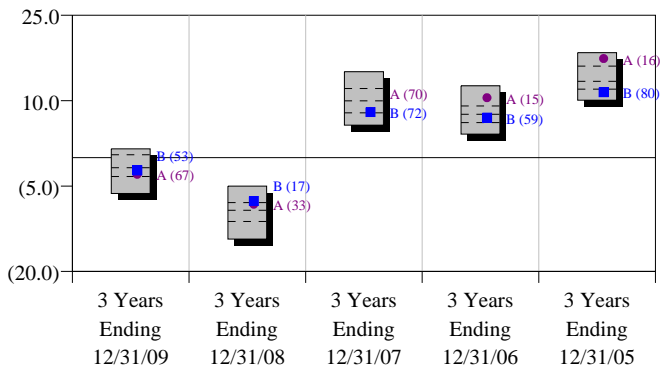 25.0
10.0
(5.0)
(20.0)
B (53)
A (67)
B (17)
A (33)
A (70)
B (72)
A (15)
B (59)
A (16)
B (80)
3 Years 3 Years 3 Years 3 Years 3 Years
Ending Ending Ending Ending Ending
12/31/09 12/31/08 12/31/07 12/31/06 12/31/05